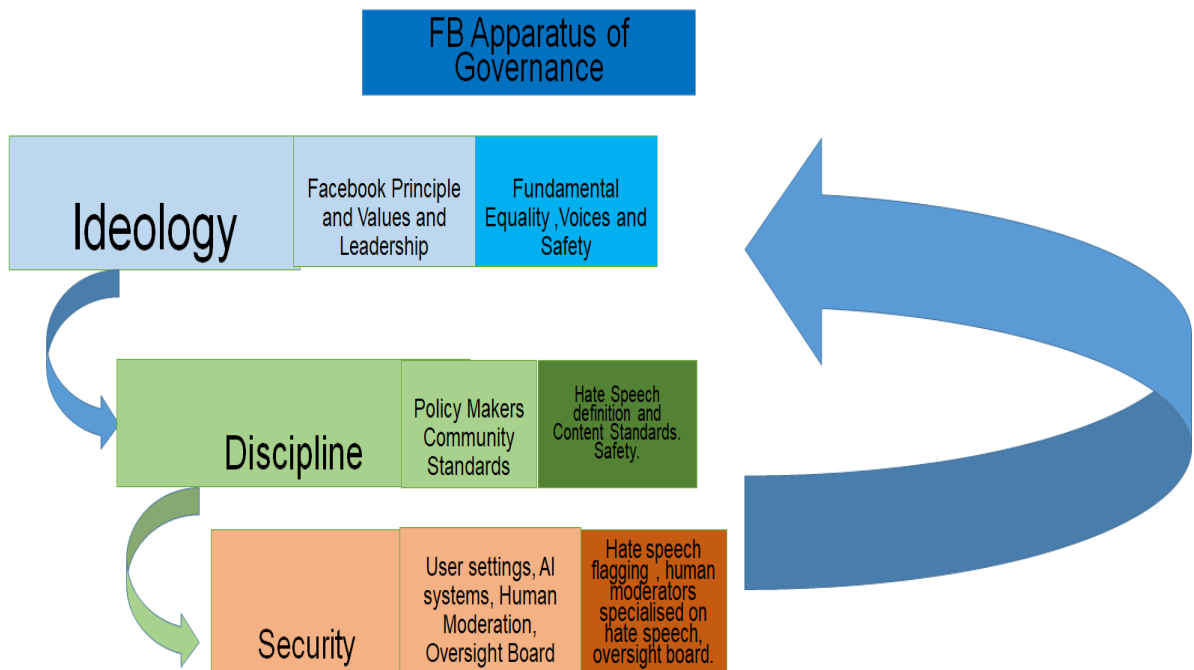 FB Apparatus of
Governance
Ideology
Facebook Principle
and Values and
Leadership
Fundamental
Equality ,Voices and
Safety
Discipline
Policy Makers
Community
Standards
Hate Speech
definition and
Content Standards.
Safety.
Security
User settings, AI
systems, Human
Moderation,
Oversight Board
Hate speech
flagging , human
moderators
specialised on
hate speech,
oversight board.